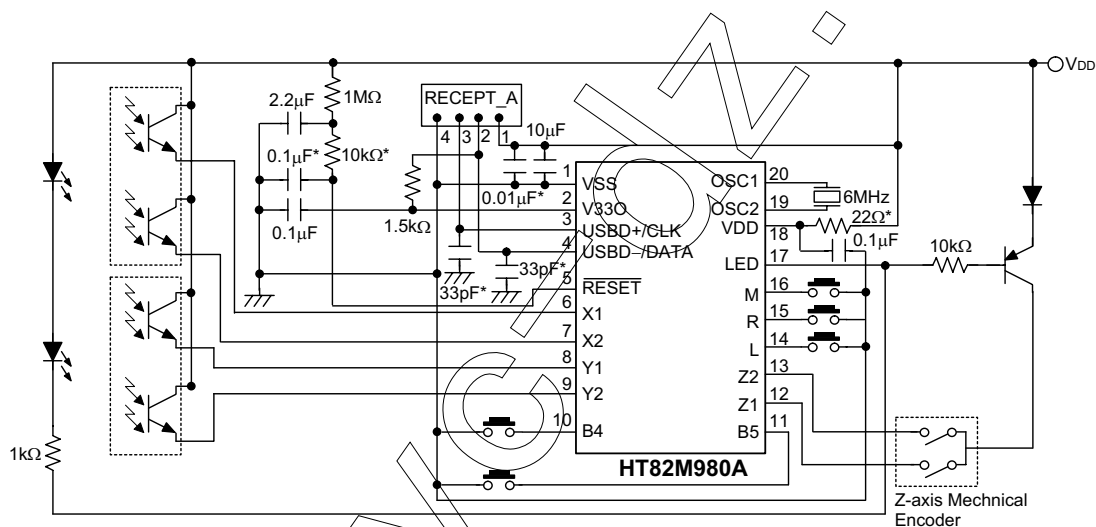 VDD
2.2μF
1MΩ
RECEPT_A
4 3 2 1
10μF
0.1μF*
10kΩ*
0.01μF*
0.1μF
1.5kΩ
33pF*
33pF*
1 VSS
2 V33O
3 USBD+/CLK
4 USBD–/DATA
5 RESET
6 X1
7 X2
8 Y1
9 Y2
10 B4
OSC1 20
OSC2 19
VDD 18
LED 17
M 16
R 15
L 14
Z2 13
Z1 12
B5 11
6MHz
22Ω*
0.1μF
10kΩ
1kΩ
HT82M980A
Z-axis Mechnical
Encoder